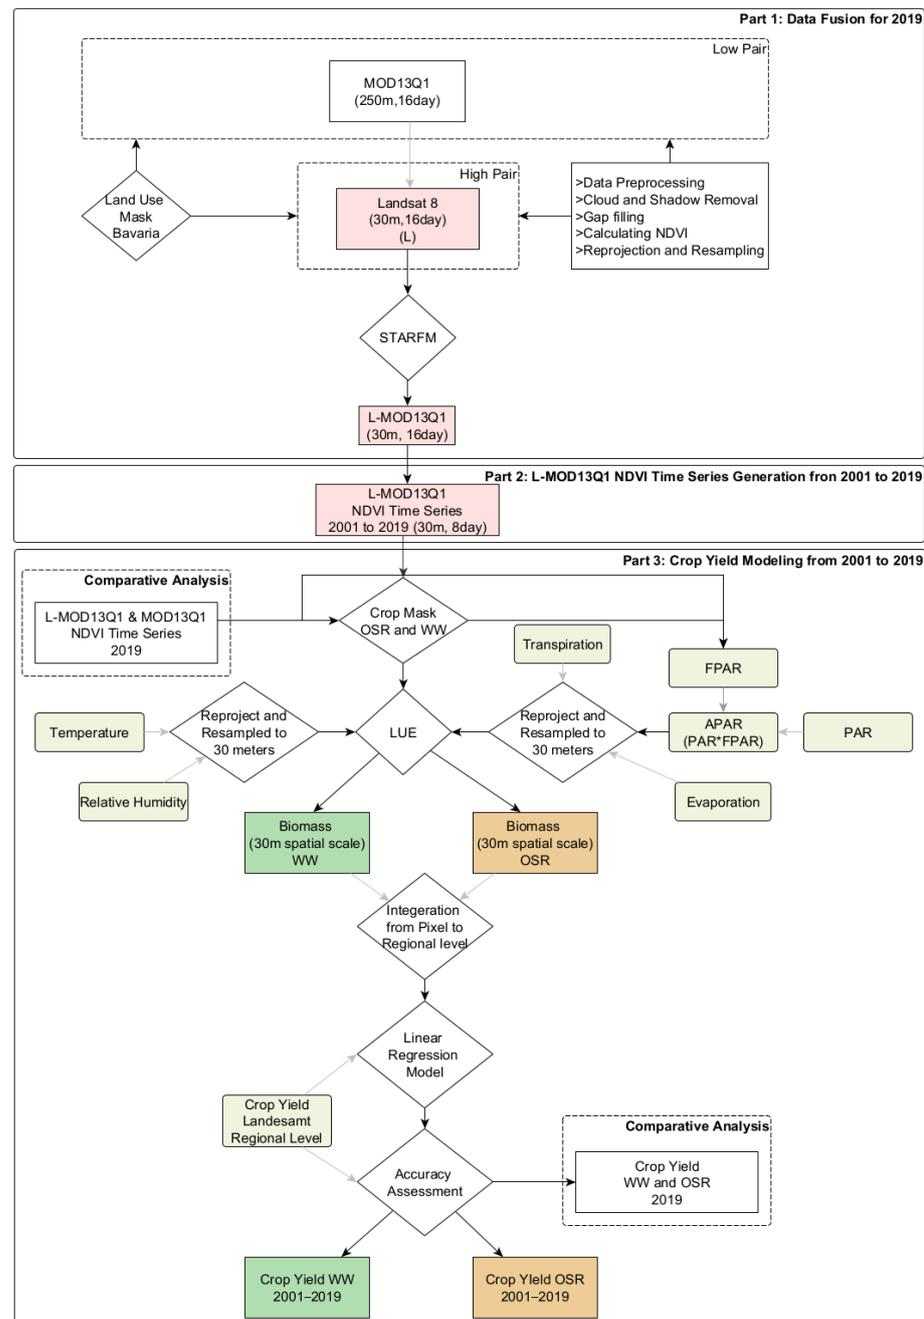 Part 1: Data Fusion for 2019
Low Pair
MOD13Q1
(250m,16day)
High Pair
Land Use
Mask
Bavaria
Landsat 8
(30m,16day)
(L)
>Data Preprocessing
>Cloud and Shadow Removal
>Gap filling
>Calculating NDVI
>Reprojection and Resampling
STARFM
L-MOD13Q1
(30m, 16day)
Part 2: L-MOD13Q1 NDVI Time Series Generation fron 2001 to 2019
L-MOD13Q1
NDVI Time Series
2001 to 2019 (30m, 8day)
Part 3: Crop Yield Modeling from 2001 to 2019
Comparative Analysis
L-MOD13Q1 & MOD13Q1
NDVI Time Series
2019
Crop Mask
OSR and WW
Transpiration
FPAR
Temperature
Reproject and
Resampled to
30 meters
LUE
Reproject and
Resampled to
30 meters
APAR
(PAR*FPAR)
PAR
Relative Humidity
Evaporation
Biomass
(30m spatial scale)
WW
Biomass
(30m spatial scale)
OSR
Integeration
from Pixel to
Regional level
Linear
Regression
Model
Crop Yield
Landesamt
Regional Level
Accuracy
Assessment
Comparative Analysis
Crop Yield
WW and OSR
2019
Crop Yield WW
2001–2019
Crop YIeld OSR
2001–2019